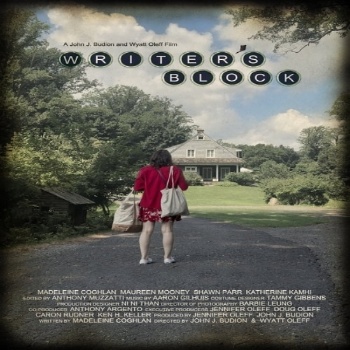 A John J. Budion and Wyatt Oleff Film
WRITER'S
BLOCK
MADELEINE COGHLAN MAUREEN MOONEY SHAWN PARR KATHERINE KAMHI
EDITED BY ANTHONY MUZZATTI MUSIC BY AARON GILHUIS COSTUME DESIGNER TAMMY GIBBENS
PRODUCTION DESIGNER NI NI THAN DIRECTOR OF PHOTOGRAPHY BARBIE LEUNG
CO-PRODUCERS ANTHONY ARGENTO EXECUTIVE PRODUCERS JENNIFER OLEFF DOUG OLEFF
CARON RUDNER KEN H. KELLER PRODUCED BY JENNIFER OLEFF JOHN J. BUDION
WRITTEN BY MADELEINE COGHLAN DIRECTED BY JOHN J. BUDION & WYATT OLEFF